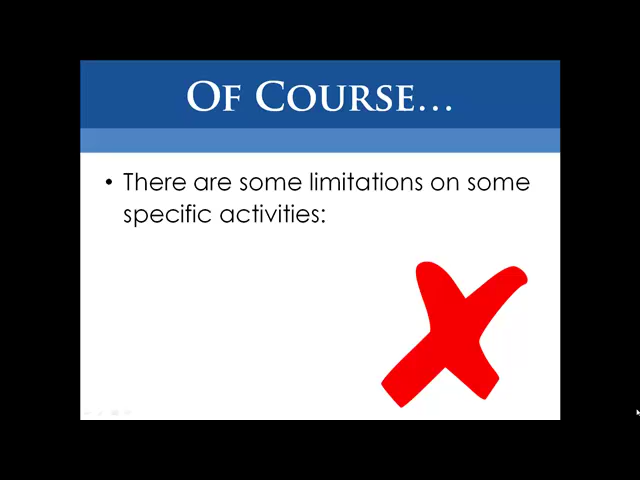 Of Course…
• There are some limitations on some
specific activities: